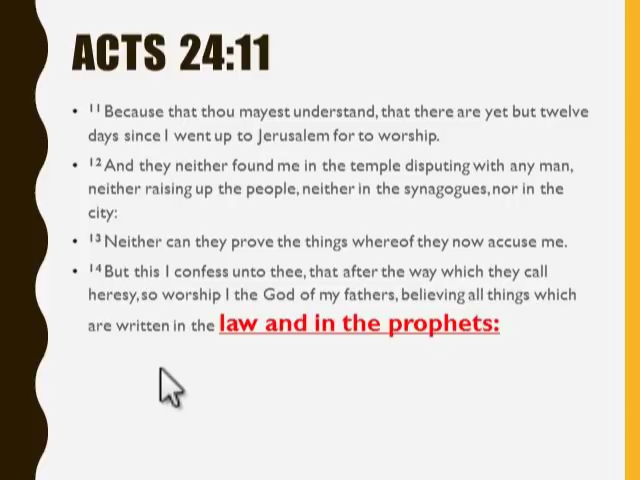 ACTS 24:11
• 11 Because that thou mayest understand, that there are yet but twelve
days since I went up to Jerusalem for to worship.
• 12 And they neither found me in the temple disputing with any man,
neither raising up the people, neither in the synagogues, nor in the
city:
• 13 Neither can they prove the things whereof they now accuse me.
• 14 But this I confess unto thee, that after the way which they call
heresy, so worship I the God of my fathers, believing all things which
are written in the law and in the prophets: